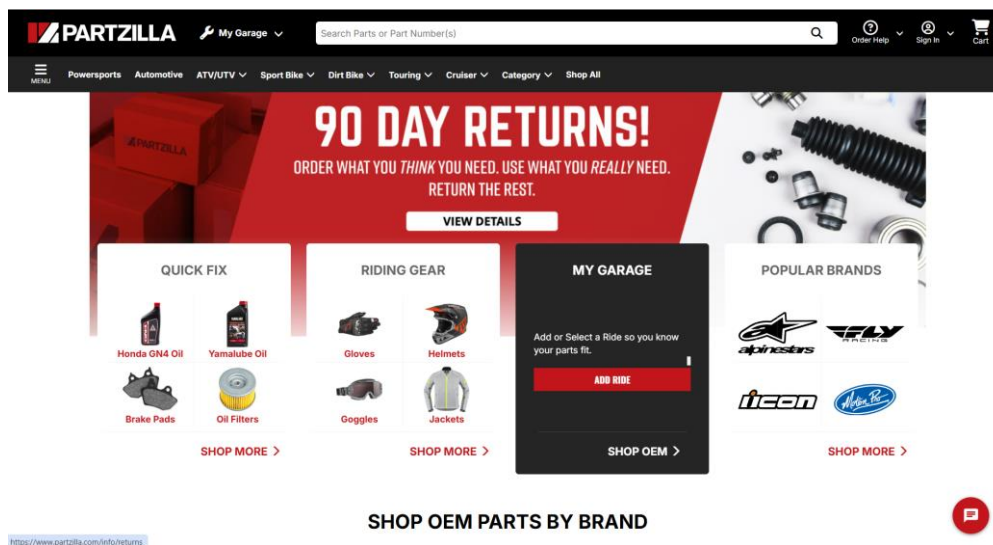 PARTZILLA
My Garage
Search Parts or Part Number(s)
Order Help
Sign In
Cart
MENU
Powersports
Automotive
ATV/UTV
Sport Bike
Dirt Bike
Touring
Cruiser
Category
Shop All
PARTZILLA
90 DAY RETURNS!
ORDER WHAT YOU THINK YOU NEED. USE WHAT YOU REALLY NEED.
RETURN THE REST.
VIEW DETAILS
QUICK FIX
Honda GN4 Oil
Yamalube Oil
Brake Pads
Oil Filters
SHOP MORE
RIDING GEAR
Gloves
Helmets
Goggles
Jackets
SHOP MORE
MY GARAGE
Add or Select a Ride so you know
your parts fit.
ADD RIDE
SHOP OEM
POPULAR BRANDS
alpinestars
FLY
RACING
icon
Motion Pro
SHOP MORE
SHOP OEM PARTS BY BRAND
https://www.partzilla.com/info/returns